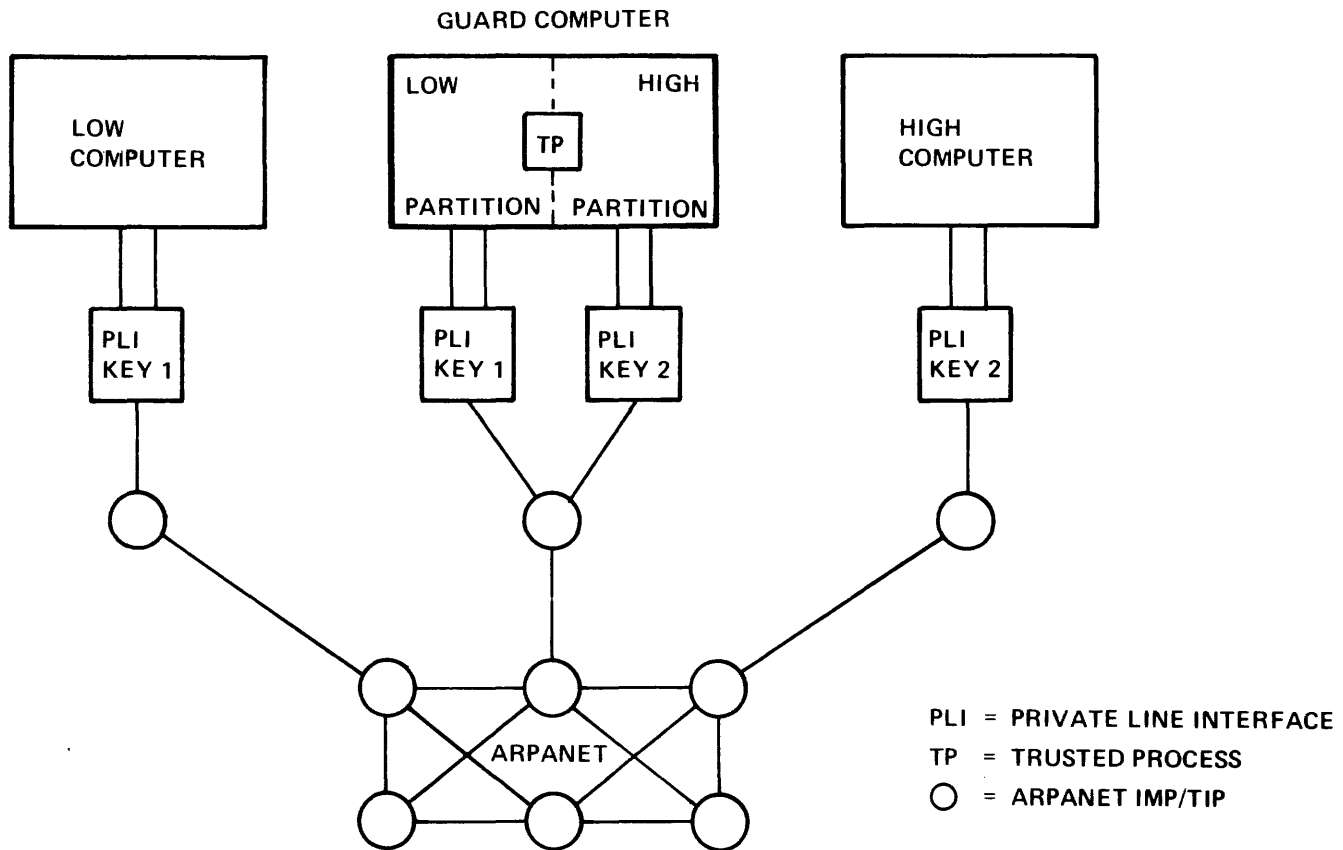 GUARD COMPUTER
LOW
COMPUTER
LOW
HIGH
TP
PARTITION
PARTITION
HIGH
COMPUTER
PLI
KEY 1
PLI
KEY 1
PLI
KEY 2
PLI
KEY 2
ARPANET
PLI = PRIVATE LINE INTERFACE
TP = TRUSTED PROCESS
= ARPANET IMP/TIP